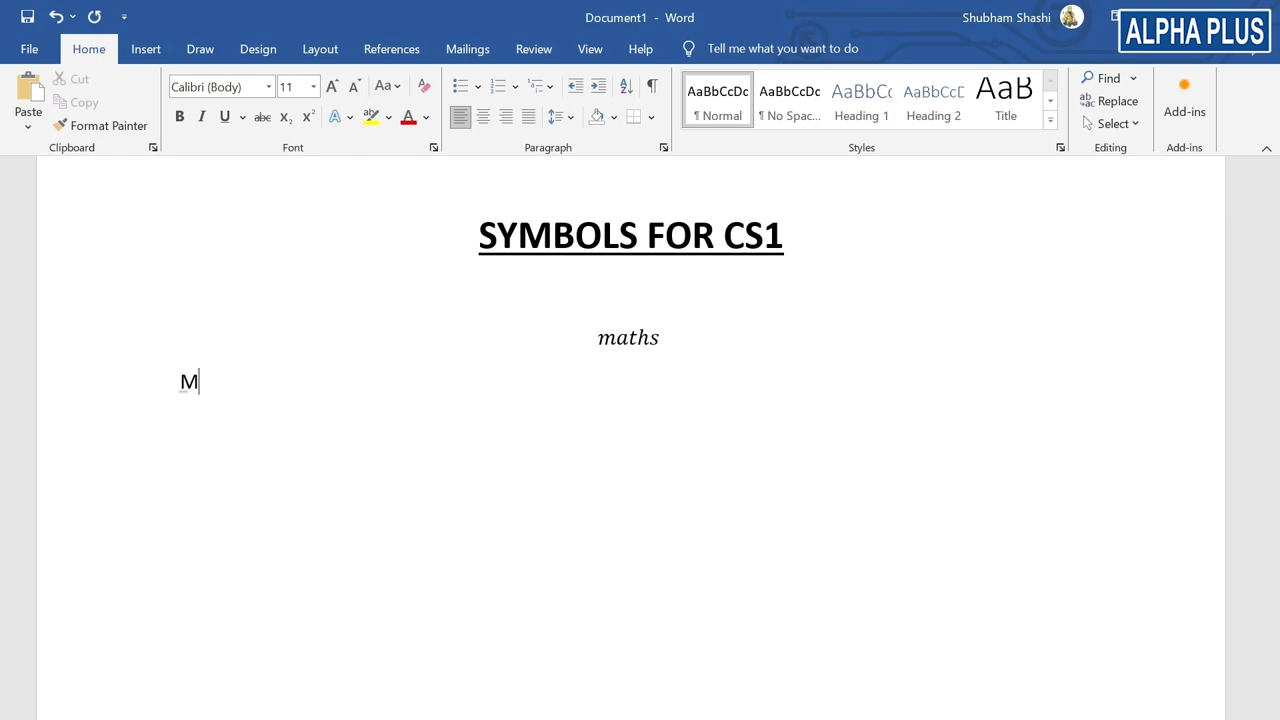 Document1 - Word
Shubham Shashi
ALPHA PLUS
File Home Insert Draw Design Layout References Mailings Review View Help Tell me what you want to do
Paste
Cut
Copy
Format Painter
Clipboard
Calibri (Body) 11
Font
Paragraph
AaBbCcDc AaBbCcDc AaBbCc AaBbCcD AaB
¶ Normal ¶ No Spac... Heading 1 Heading 2 Title
Styles
Find
Replace
Select
Editing
Add-ins
Add-ins
SYMBOLS FOR CS1
maths
M